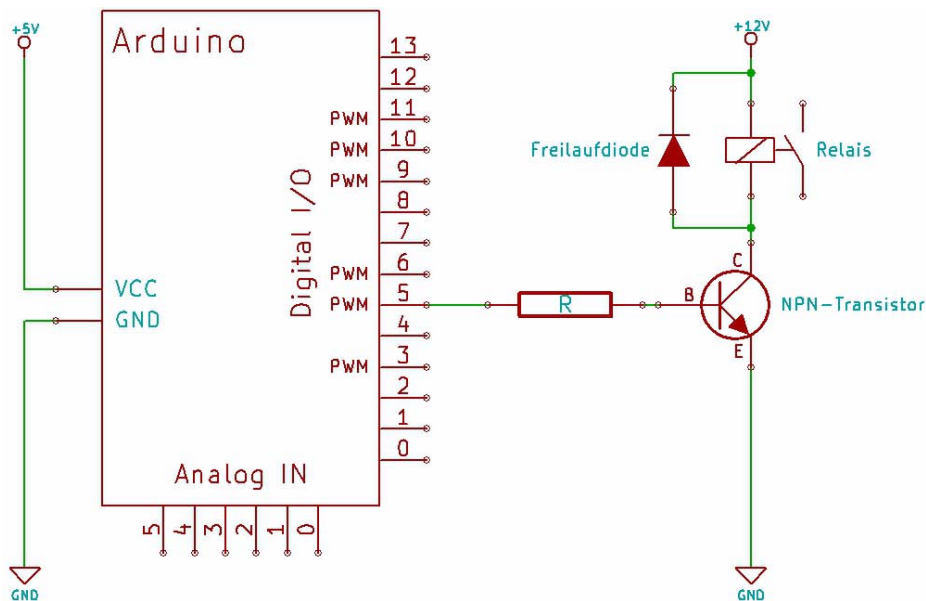 +5V
Arduino
+12V
13
12
PWM 11
PWM 10
PWM 9
8
7
PWM 6
PWM 5
4
PWM 3
2
1
0
Digital I/O
VCC
GND
Analog IN
5 4 3 2 1 0
R
Freilaufdiode
Relais
C
B
E
NPN-Transistor
GND
GND